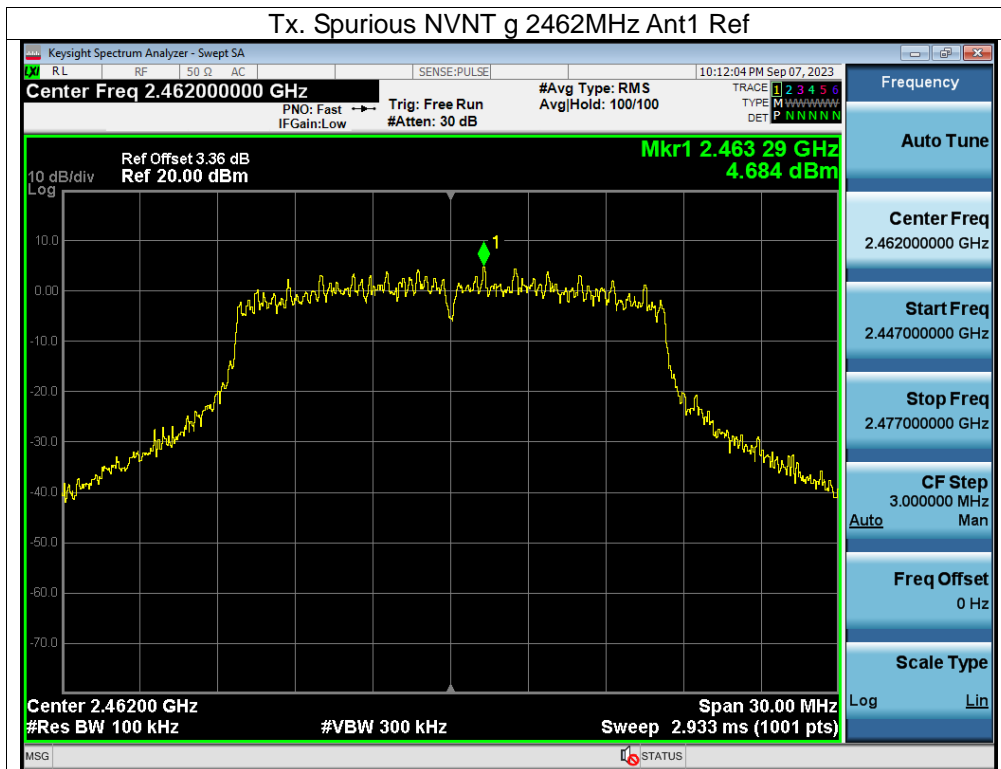 Tx. Spurious NVNT g 2462MHz Ant1 Ref
Keysight Spectrum Analyzer - Swept SA
LXI RL RF 50 Ω AC SENSE:PULSE 10:12:04 PM Sep 07, 2023
Center Freq 2.462000000 GHz
PNO: Fast
IFGain:Low
Trig: Free Run
#Atten: 30 dB
#Avg Type: RMS
Avg|Hold: 100/100
TRACE 1 2 3 4 5 6
TYPE M WWWWW
DET P N N N N N
Ref Offset 3.36 dB
Ref 20.00 dBm
10 dB/div
Log
Mkr1 2.463 29 GHz
4.684 dBm
1
10.0
0.00
-10.0
-20.0
-30.0
-40.0
-50.0
-60.0
-70.0
Center 2.46200 GHz
Span 30.00 MHz
#Res BW 100 kHz
#VBW 300 kHz
Sweep 2.933 ms (1001 pts)
MSG
STATUS
Frequency
Auto Tune
Center Freq
2.462000000 GHz
Start Freq
2.447000000 GHz
Stop Freq
2.477000000 GHz
CF Step
3.000000 MHz
Auto Man
Freq Offset
0 Hz
Scale Type
Log Lin